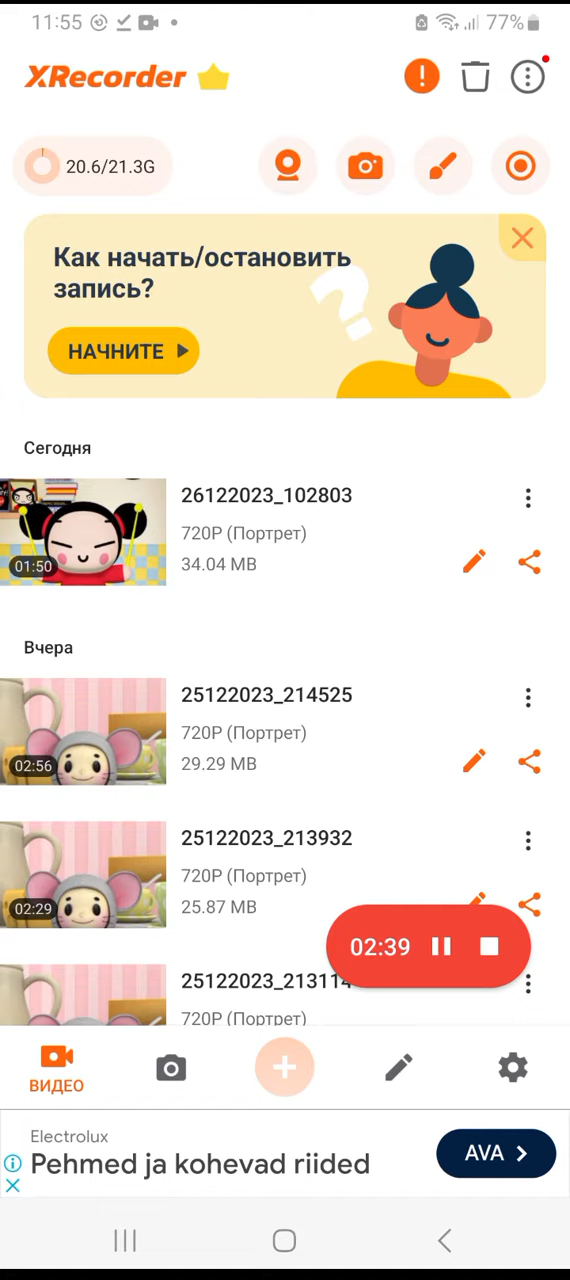 11:55
77%
XRecorder
20.6/21.3G
Как начать/остановить
запись?
НАЧНИТЕ
Сегодня
26122023_102803
720P (Портрет)
34.04 MB
01:50
Вчера
25122023_214525
720P (Портрет)
29.29 MB
02:56
25122023_213932
720P (Портрет)
25.87 MB
02:29
02:39
25122023_213114
720P (Портрет)
ВИДЕО
Electrolux
Pehmed ja kohevad riided
AVA